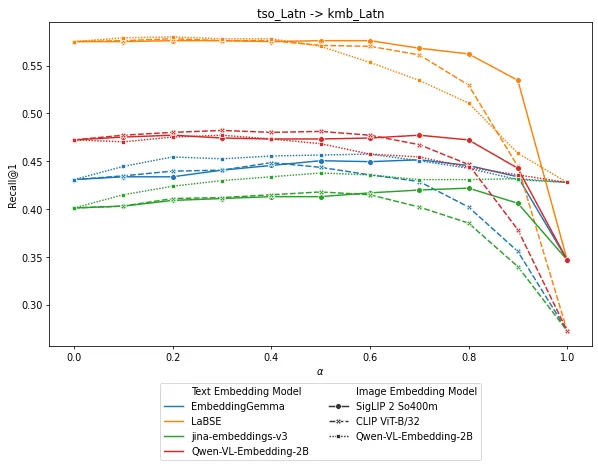 tso_Latn -> kmb_Latn
Recall@1
0.55
0.50
0.45
0.40
0.35
0.30
0.0 0.2 0.4 0.6 0.8 1.0
α
Text Embedding Model Image Embedding Model
EmbeddingGemma SigLIP 2 So400m
LaBSE CLIP ViT-B/32
jina-embeddings-v3 Qwen-VL-Embedding-2B
Qwen-VL-Embedding-2B